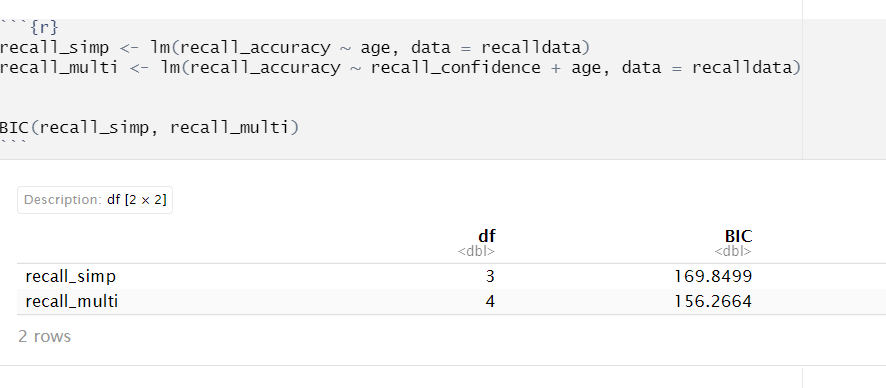 ```{r}
recall_simp <- lm(recall_accuracy ~ age, data = recalldata)
recall_multi <- lm(recall_accuracy ~ recall_confidence + age, data = recalldata)
BIC(recall_simp, recall_multi)
```
Description: df [2 × 2]
df BIC
<dbl> <dbl>
recall_simp 3 169.8499
recall_multi 4 156.2664
2 rows